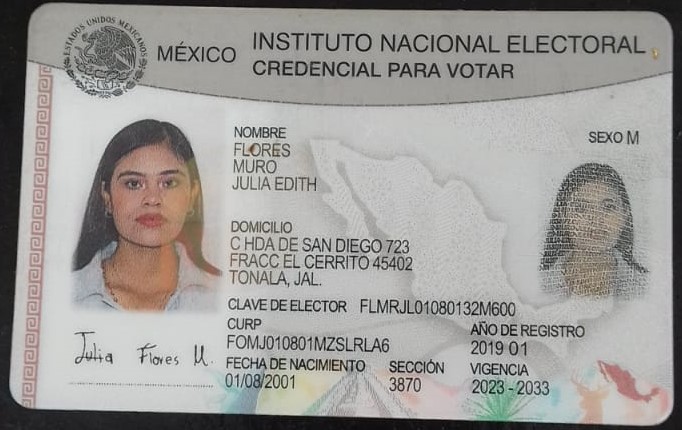 ESTADOS UNIDOS MEXICANOS
MÉXICO INSTITUTO NACIONAL ELECTORAL
CREDENCIAL PARA VOTAR
NOMBRE
SEXO M
FLORES
MURO
JULIA EDITH
DOMICILIO
C HDA DE SAN DIEGO 723
FRACC EL CERRITO 45402
TONALA, JAL.
CLAVE DE ELECTOR FLMRJL01080132M600
CURP
FOMJ010801MZSLRLA6
AÑO DE REGISTRO
2019 01
FECHA DE NACIMIENTO
01/08/2001
SECCIÓN
3870
VIGENCIA
2023 - 2033
Julia Flores M.